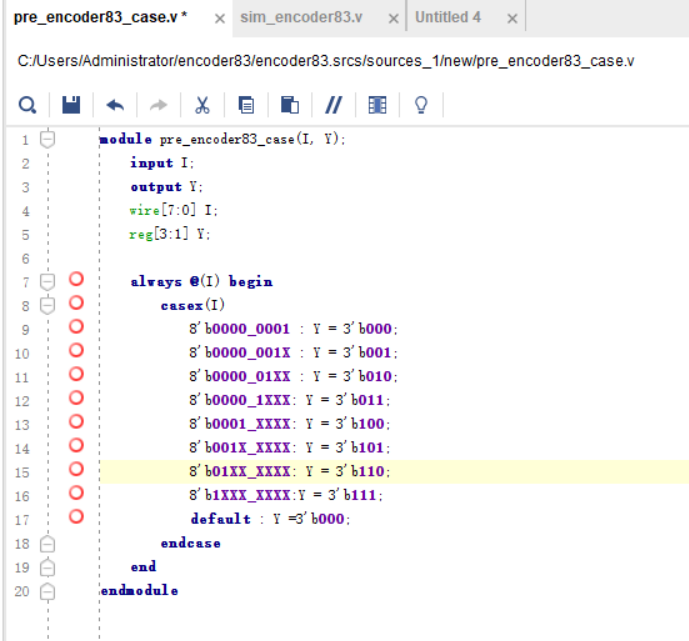 pre_encoder83_case.v * × sim_encoder83.v × Untitled 4 ×
C:/Users/Administrator/encoder83/encoder83.srcs/sources_1/new/pre_encoder83_case.v
1 module pre_encoder83_case(I, Y);
2 input I;
3 output Y;
4 wire[7:0] I;
5 reg[3:1] Y;
6
7 always @(I) begin
8 casex(I)
9 8'b0000_0001 : Y = 3'b000;
10 8'b0000_001X : Y = 3'b001;
11 8'b0000_01XX : Y = 3'b010;
12 8'b0000_1XXX: Y = 3'b011;
13 8'b0001_XXXX: Y = 3'b100;
14 8'b001X_XXXX: Y = 3'b101;
15 8'b01XX_XXXX: Y = 3'b110;
16 8'b1XXX_XXXX:Y = 3'b111;
17 default : Y =3'b000;
18 endcase
19 end
20 endmodule